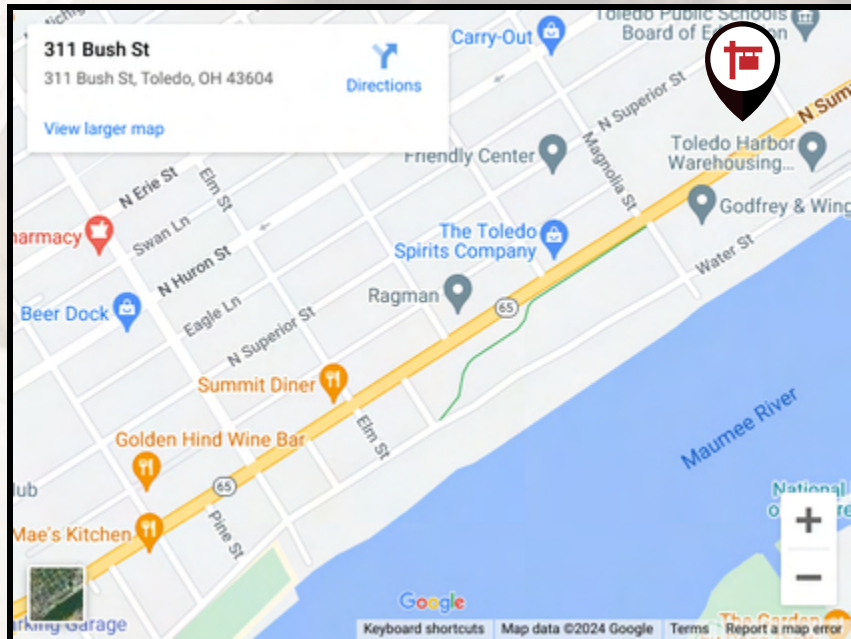 311 Bush St
311 Bush St, Toledo, OH 43604
Directions
View larger map
Carry-Out
Toledo Public Schools
Board of Education
N Superior St
N Sum
Magnolia St
Toledo Harbor
Warehousing...
Friendly Center
N Erie St
Elm St
Swan Ln
Godfrey & Wing
The Toledo
Spirits Company
harmacy
N Huron St
Water St
Ragman
Beer Dock
Eagle Ln
65
N Superior St
Summit Diner
Maumee River
Elm St
Golden Hind Wine Bar
65
lub
National
Pine St
Mae's Kitchen
+
−
Google
arking Garage
Keyboard shortcuts
Map data ©2024 Google
Terms
Report a map error